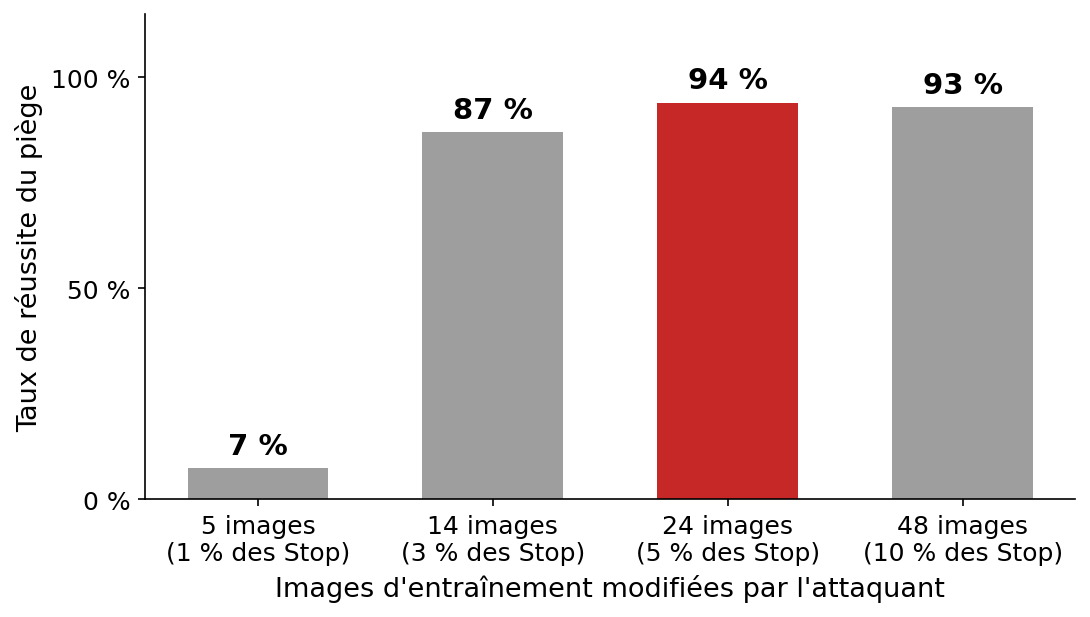 Taux de réussite du piège
100 %
50 %
0 %
7 %
87 %
94 %
93 %
5 images
(1 % des Stop)
14 images
(3 % des Stop)
24 images
(5 % des Stop)
48 images
(10 % des Stop)
Images d'entraînement modifiées par l'attaquant